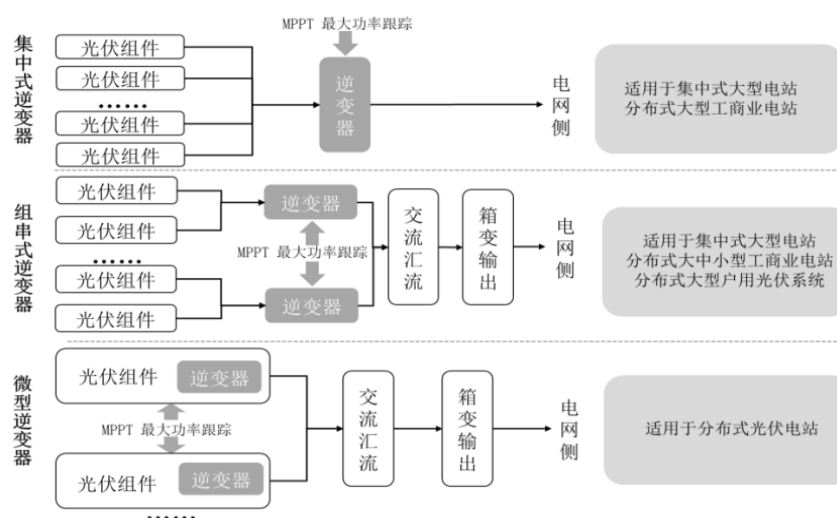 集中式逆变器
光伏组件
光伏组件
……
光伏组件
光伏组件
MPPT 最大功率跟踪
逆变器
电网侧
适用于集中式大型电站
分布式大型工商业电站
组串式逆变器
光伏组件
光伏组件
……
光伏组件
光伏组件
逆变器
MPPT 最大功率跟踪
逆变器
交流汇流
箱变输出
电网侧
适用于集中式大型电站
分布式大中小型工商业电站
分布式大型户用光伏系统
微型逆变器
光伏组件
逆变器
MPPT 最大功率跟踪
光伏组件
逆变器
……
交流汇流
箱变输出
电网侧
适用于分布式光伏电站